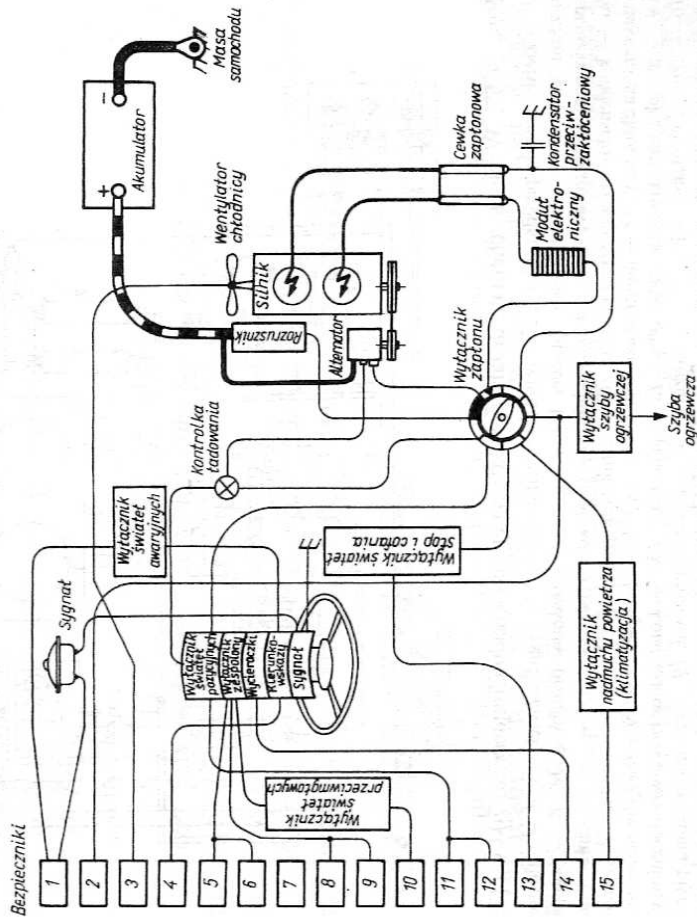 Bezpieczniki
1
2
3
4
5
6
7
8
9
10
11
12
13
14
15
Sygnał
Wyłącznik
świateł
awaryjnych
Wyłącznik
świateł
pozycyjnych
Wyłącznik
zespolony
Wycieraczki
Kierunko-
wskazy
Sygnał
Wyłącznik
świateł
przeciwmgłowych
Wyłącznik świateł
Stop i cofania
Wyłącznik
nadmuchu powietrza
(klimatyzacja)
Kontrolka
ładowania
Rozrusznik
Alternator
Silnik
Wentylator
chłodnicy
+
−
Akumulator
Masa
samochodu
Wyłącznik
zapłonu
Cewka
zapłonowa
Moduł
elektro-
niczny
Kondensator
przeciw-
zakłóceniowy
Wyłącznik
szyby
ogrzewczej
Szyba
ogrzewcza